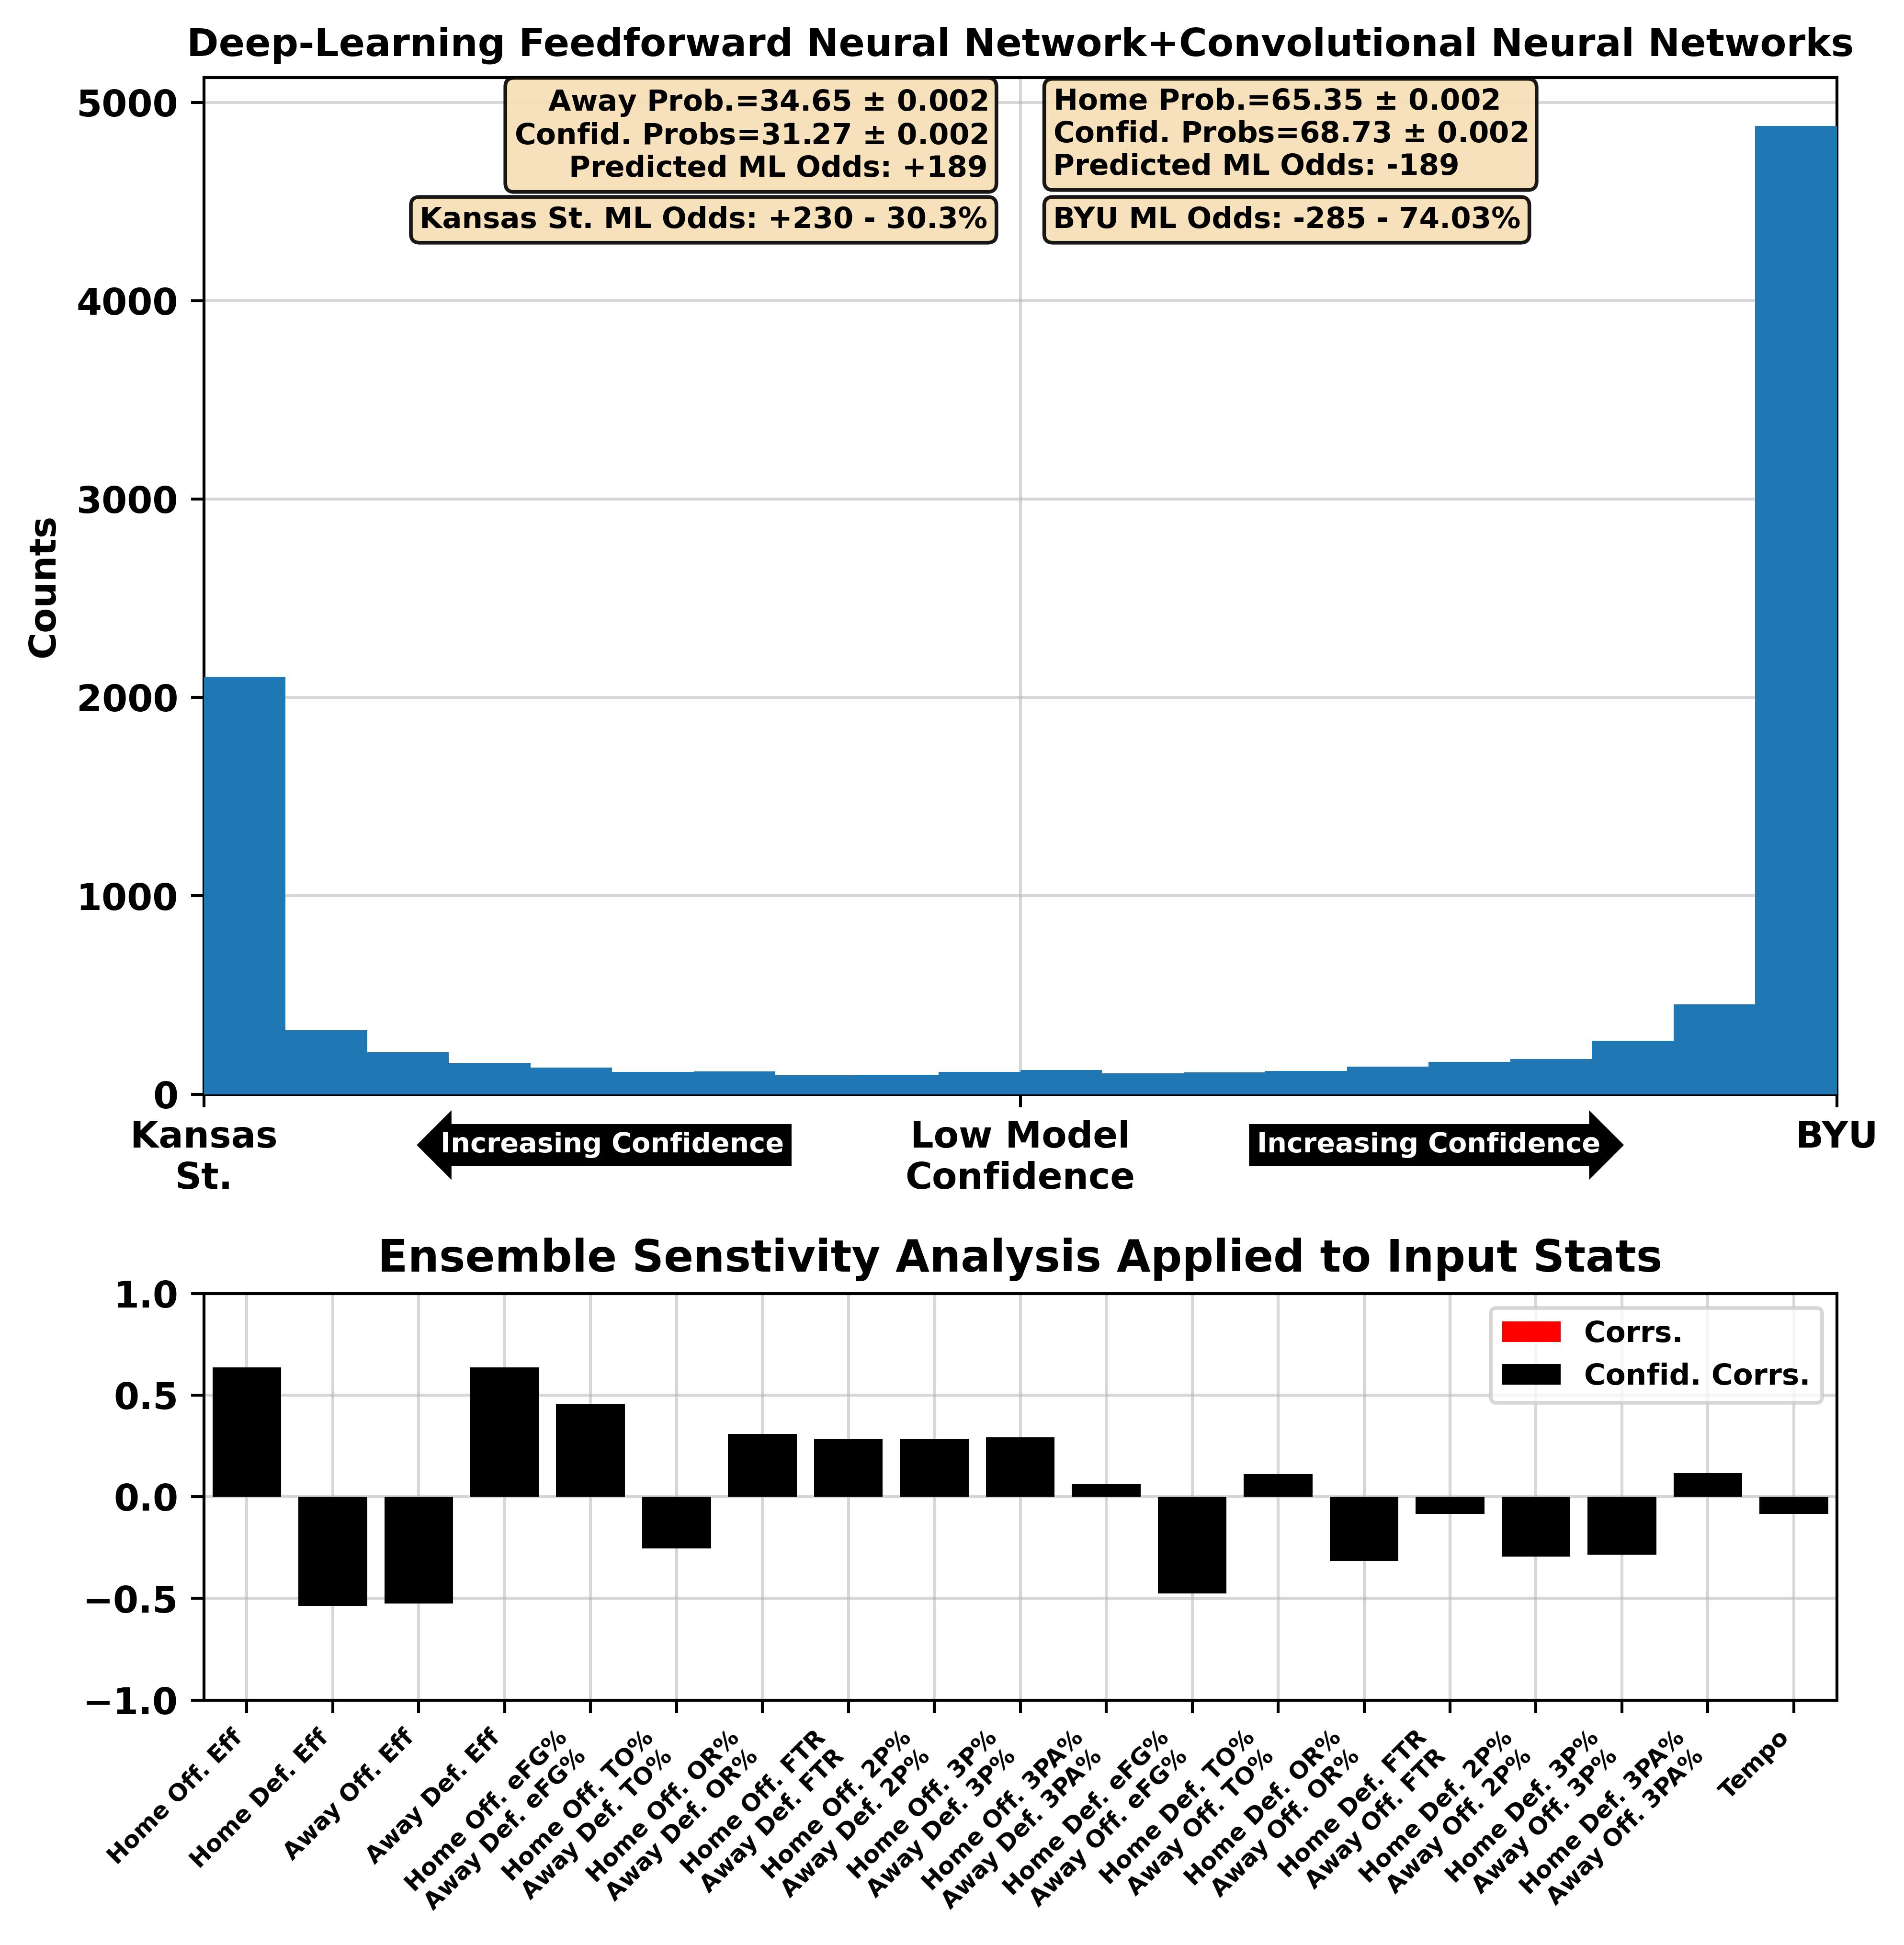 Deep-Learning Feedforward Neural Network+Convolutional Neural Networks
Away Prob.=34.65 ± 0.002
Confid. Probs=31.27 ± 0.002
Predicted ML Odds: +189
Kansas St. ML Odds: +230 - 30.3%
Home Prob.=65.35 ± 0.002
Confid. Probs=68.73 ± 0.002
Predicted ML Odds: -189
BYU ML Odds: -285 - 74.03%
Counts
5000
4000
3000
2000
1000
0
Kansas
St.
Increasing Confidence
Low Model
Confidence
Increasing Confidence
BYU
Ensemble Senstivity Analysis Applied to Input Stats
1.0
0.5
0.0
−0.5
−1.0
Corrs.
Confid. Corrs.
Home Off. Eff
Home Def. Eff
Away Off. Eff
Away Def. Eff
Home Off. eFG%
Away Def. eFG%
Home Off. TO%
Away Def. TO%
Home Off. OR%
Away Def. OR%
Home Off. FTR
Away Def. FTR
Home Off. 2P%
Away Def. 2P%
Home Off. 3P%
Away Def. 3P%
Home Off. 3PA%
Away Def. 3PA%
Home Def. eFG%
Away Off. eFG%
Home Def. TO%
Away Off. TO%
Home Def. OR%
Away Off. OR%
Home Def. FTR
Away Off. FTR
Home Def. 2P%
Away Off. 2P%
Home Def. 3P%
Away Off. 3P%
Home Def. 3PA%
Away Off. 3PA%
Tempo